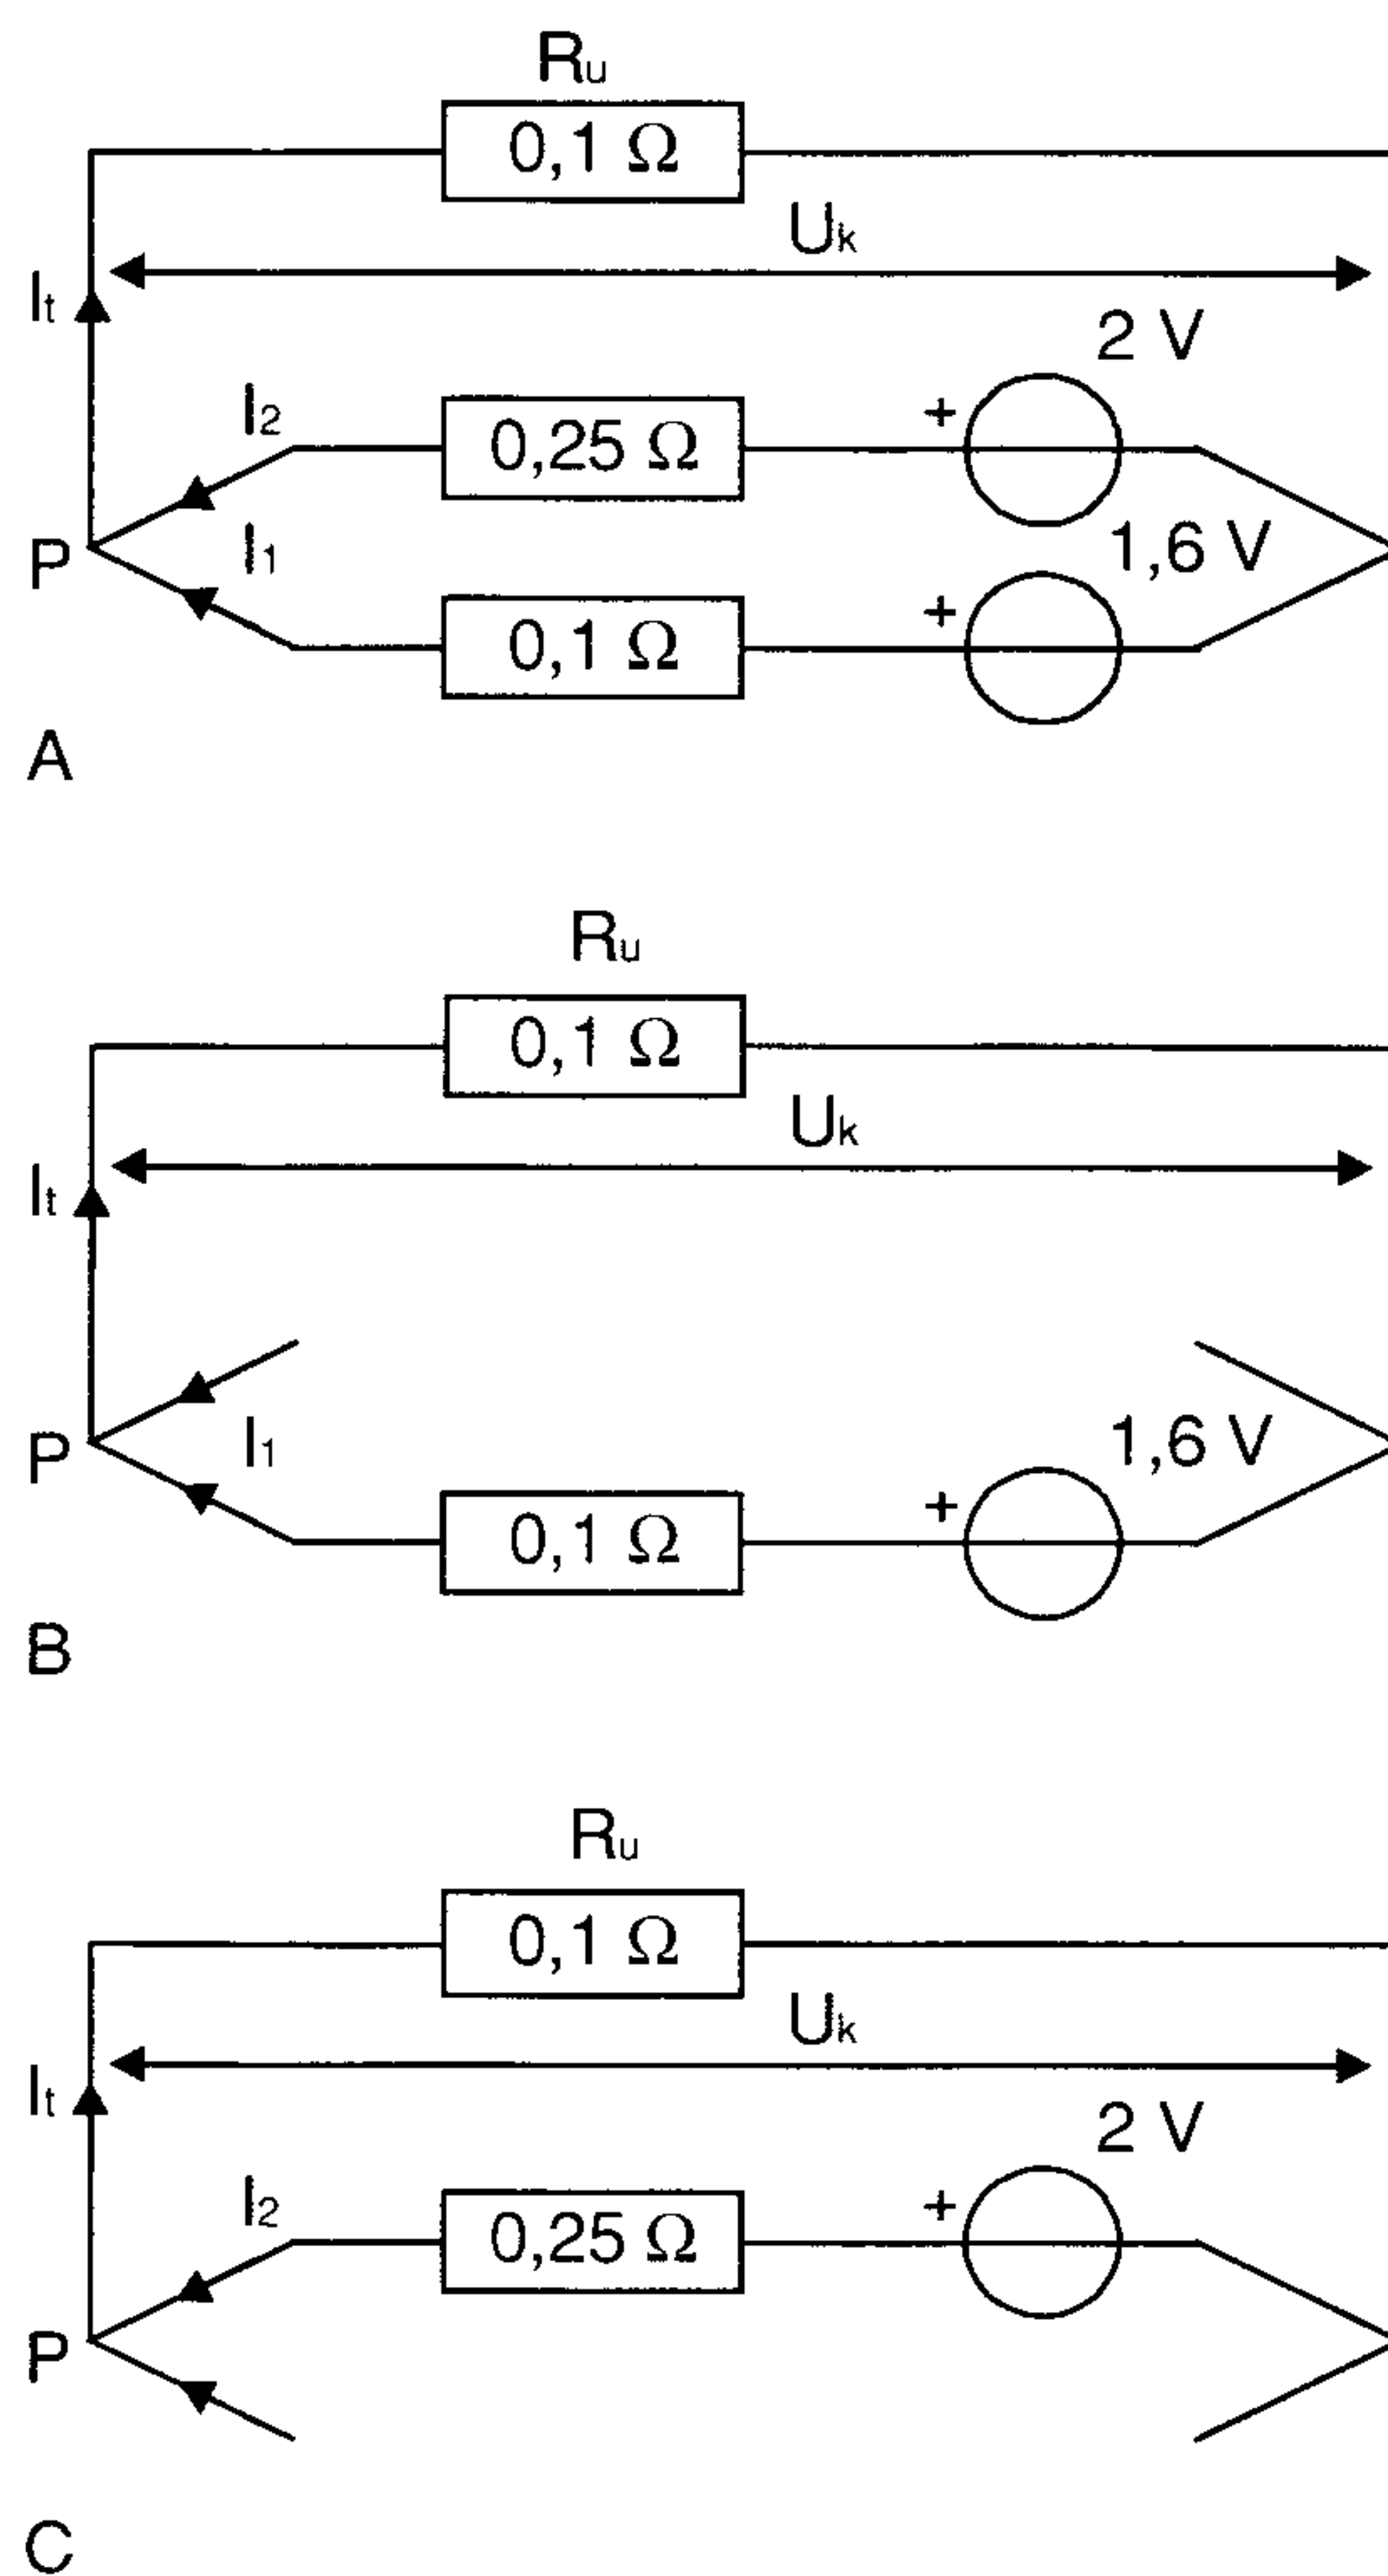 Ru
0,1 Ω
Uk
It
2 V
I2
+
0,25 Ω
1,6 V
I1
P
+
0,1 Ω
A
Ru
0,1 Ω
Uk
It
1,6 V
I1
P
+
0,1 Ω
B
Ru
0,1 Ω
Uk
It
2 V
I2
+
0,25 Ω
P
C